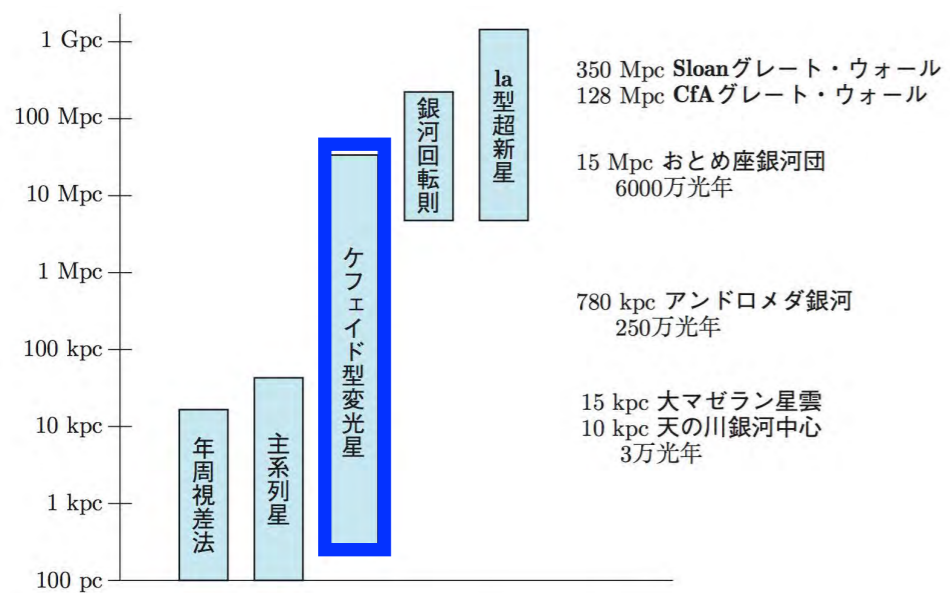 1 Gpc
100 Mpc
10 Mpc
1 Mpc
100 kpc
10 kpc
1 kpc
100 pc
年周視差法
主系列星
ケフェイド型変光星
銀河回転則
Ia型超新星
350 Mpc Sloanグレート・ウォール
128 Mpc CfAグレート・ウォール
15 Mpc おとめ座銀河団
6000万光年
780 kpc アンドロメダ銀河
250万光年
15 kpc 大マゼラン星雲
10 kpc 天の川銀河中心
3万光年